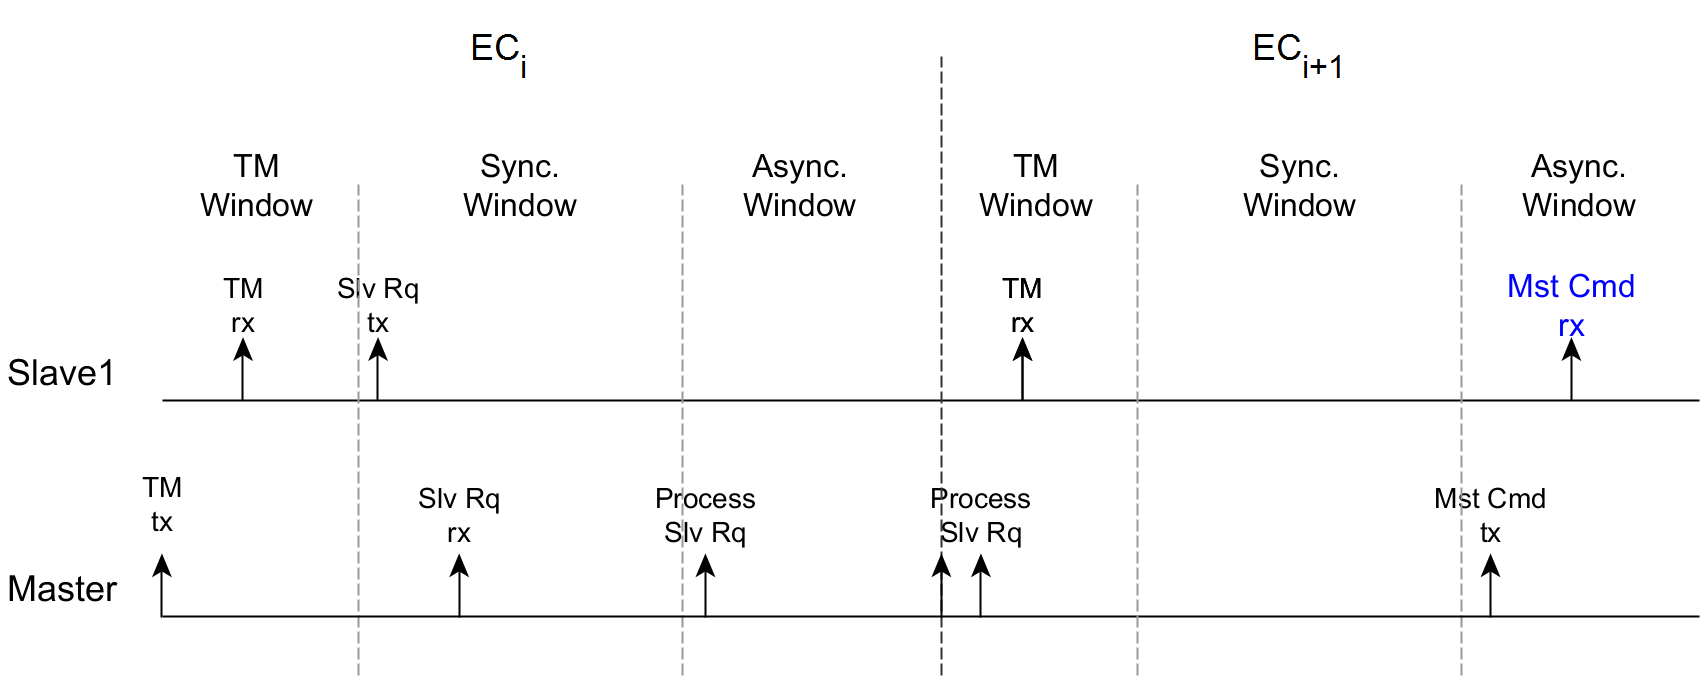 ECi
ECi+1
TM
Window
Sync.
Window
Async.
Window
TM
Window
Sync.
Window
Async.
Window
TM
rx
Slv Rq
tx
TM
rx
Mst Cmd
rx
Slave1
TM
tx
Slv Rq
rx
Process
Slv Rq
Process
Slv Rq
Mst Cmd
tx
Master